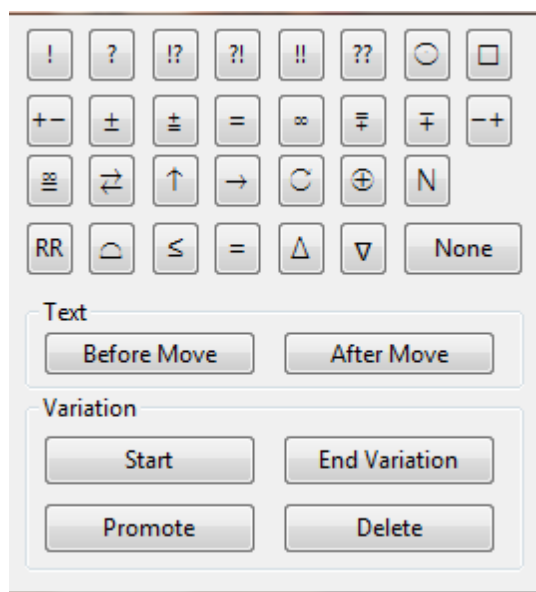 ! ? !? ?! !! ?? ⨀ □
+− ± ⩲ = ∞ ⩱ ∓ −+
⯹ ⇄ ↑ → ↻ ⊕ N
RR ⌓ ≤ = Δ ∇ None
Text
Before Move After Move
Variation
Start End Variation
Promote Delete